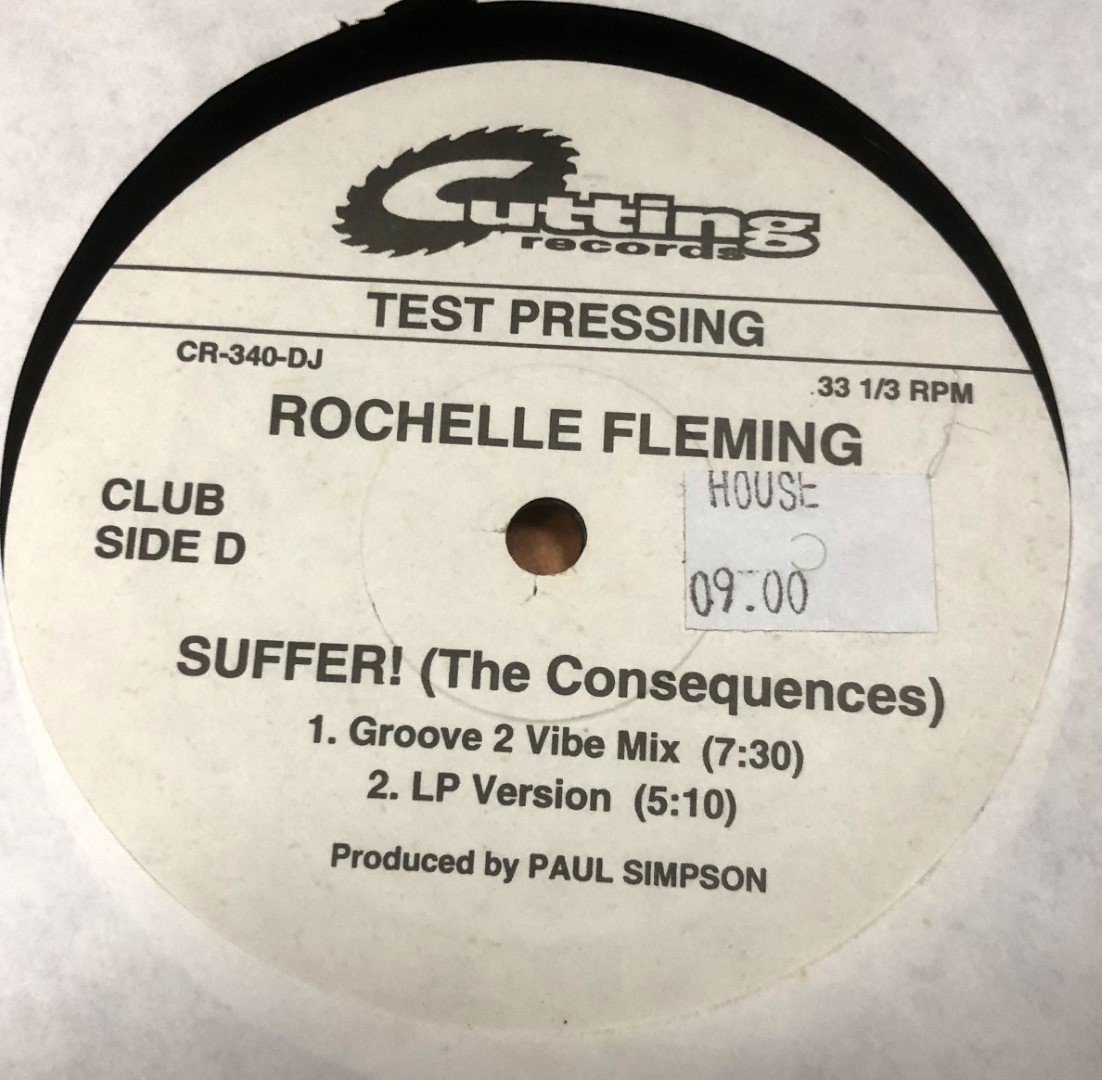 Cutting
records
TEST PRESSING
CR-340-DJ
33 1/3 RPM
ROCHELLE FLEMING
CLUB
SIDE D
HOUSE
09.00
SUFFER! (The Consequences)
1. Groove 2 Vibe Mix (7:30)
2. LP Version (5:10)
Produced by PAUL SIMPSON